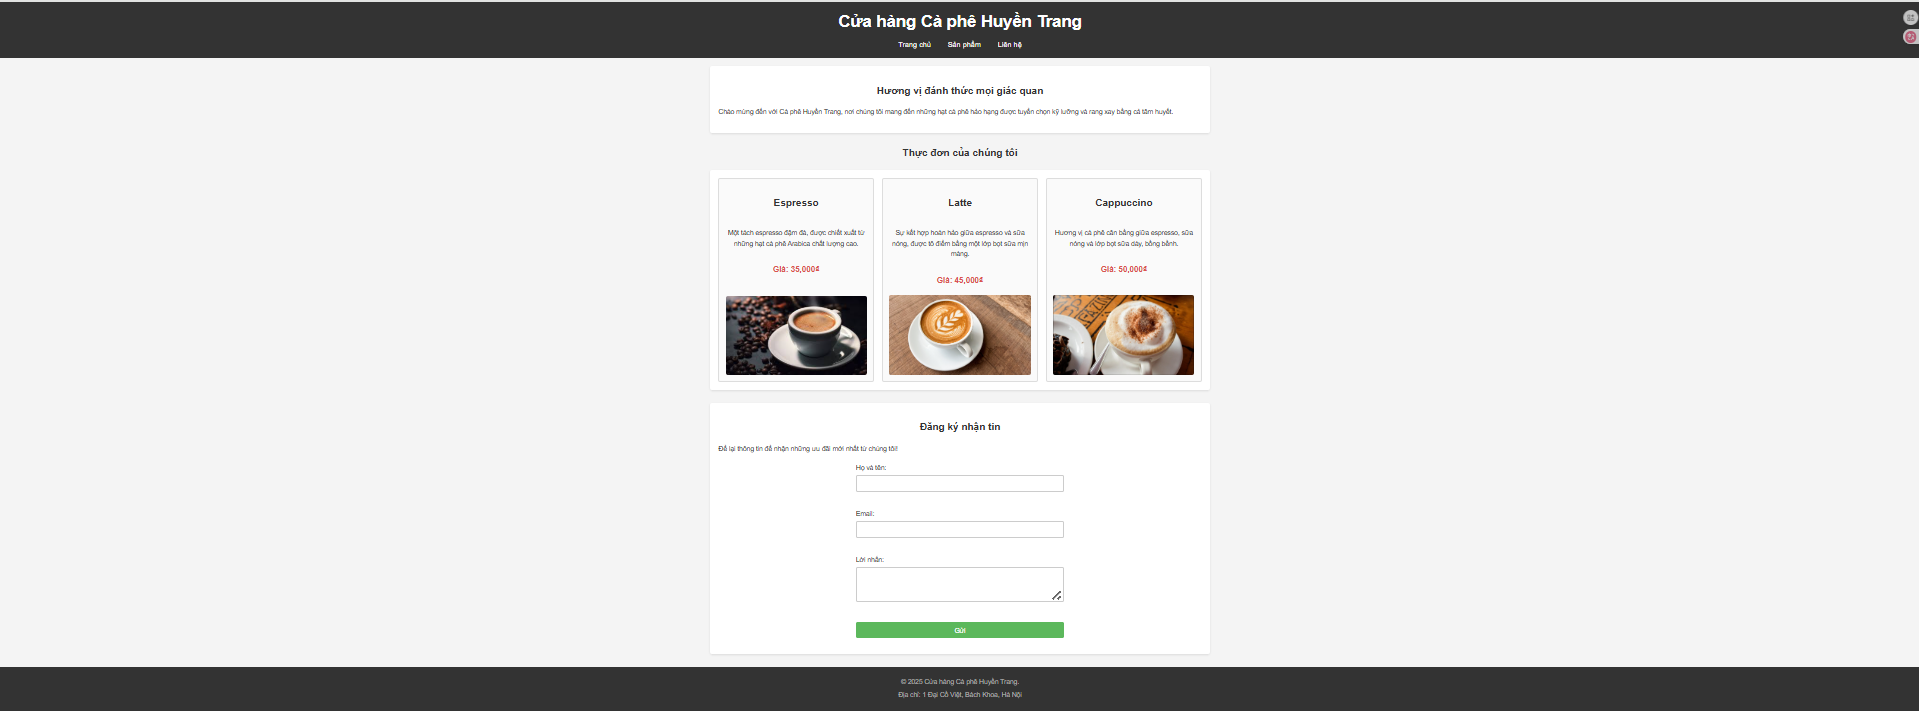 Cửa hàng Cà phê Huyền Trang
Trang chủ Sản phẩm Liên hệ
Hương vị đánh thức mọi giác quan
Chào mừng đến với Cà phê Huyền Trang, nơi chúng tôi mang đến những hạt cà phê hảo hạng được tuyển chọn kỹ lưỡng và rang xay bằng cả tâm huyết.
Thực đơn của chúng tôi
Espresso
Một tách espresso đậm đà, được chiết xuất từ
những hạt cà phê Arabica chất lượng cao.
Giá: 35,000₫
Latte
Sự kết hợp hoàn hảo giữa espresso và sữa
nóng, được tô điểm bằng một lớp bọt sữa mịn
màng.
Giá: 45,000₫
Cappuccino
Hương vị cà phê cân bằng giữa espresso, sữa
nóng và lớp bọt sữa dày, bồng bềnh.
Giá: 50,000₫
Đăng ký nhận tin
Để lại thông tin để nhận những ưu đãi mới nhất từ chúng tôi!
Họ và tên:
Email:
Lời nhắn:
Gửi
© 2025 Cửa hàng Cà phê Huyền Trang.
Địa chỉ: 1 Đại Cồ Việt, Bách Khoa, Hà Nội